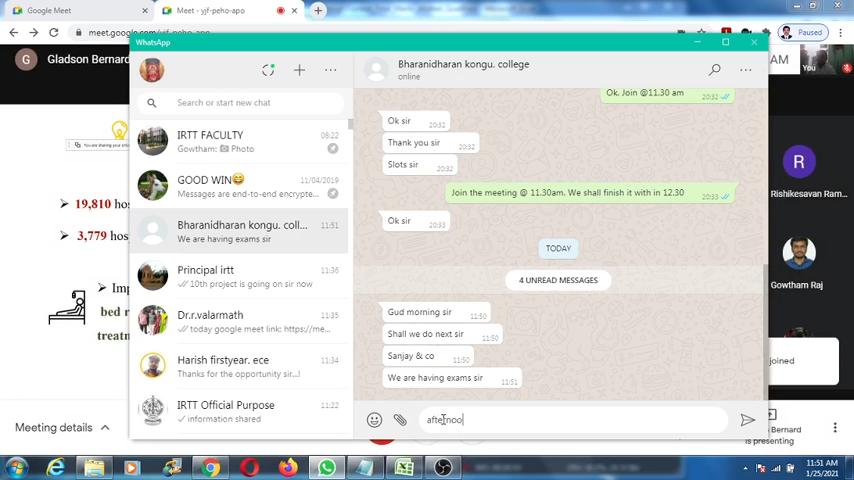 Google Meet
Meet - yjf-peho-apo
meet.google.com/yjf-peho-apo
Paused
Gladson Bernard
AM
You
WhatsApp
Search or start new chat
IRTT FACULTY
08:22
Gowtham: Photo
GOOD WIN😄
11/04/2019
Messages are end-to-end encrypte...
Bharanidharan kongu. coll...
11:51
We are having exams sir
Principal irtt
11:36
10th project is going on sir now
Dr.r.valarmath
11:35
today google meet link: https://me...
Harish firstyear. ece
11:34
Thanks for the opportunity sir...!
IRTT Official Purpose
11:22
information shared
Bharanidharan kongu. college
online
Ok. Join @11.30 am
20:32
Ok sir
20:32
Thank you sir
20:32
Slots sir
20:32
Join the meeting @ 11.30am. We shall finish it with in 12.30
20:33
Ok sir
20:33
TODAY
4 UNREAD MESSAGES
Gud morning sir
11:50
Shall we do next sir
11:50
Sanjay & co
11:50
We are having exams sir
11:51
afternoo
19,810 hos
3,779 hos
Imp
bed r
treatm
R
Rishikesavan Ram...
Gowtham Raj
joined
Meeting details
Bernard
is presenting
11:51 AM
1/25/2021